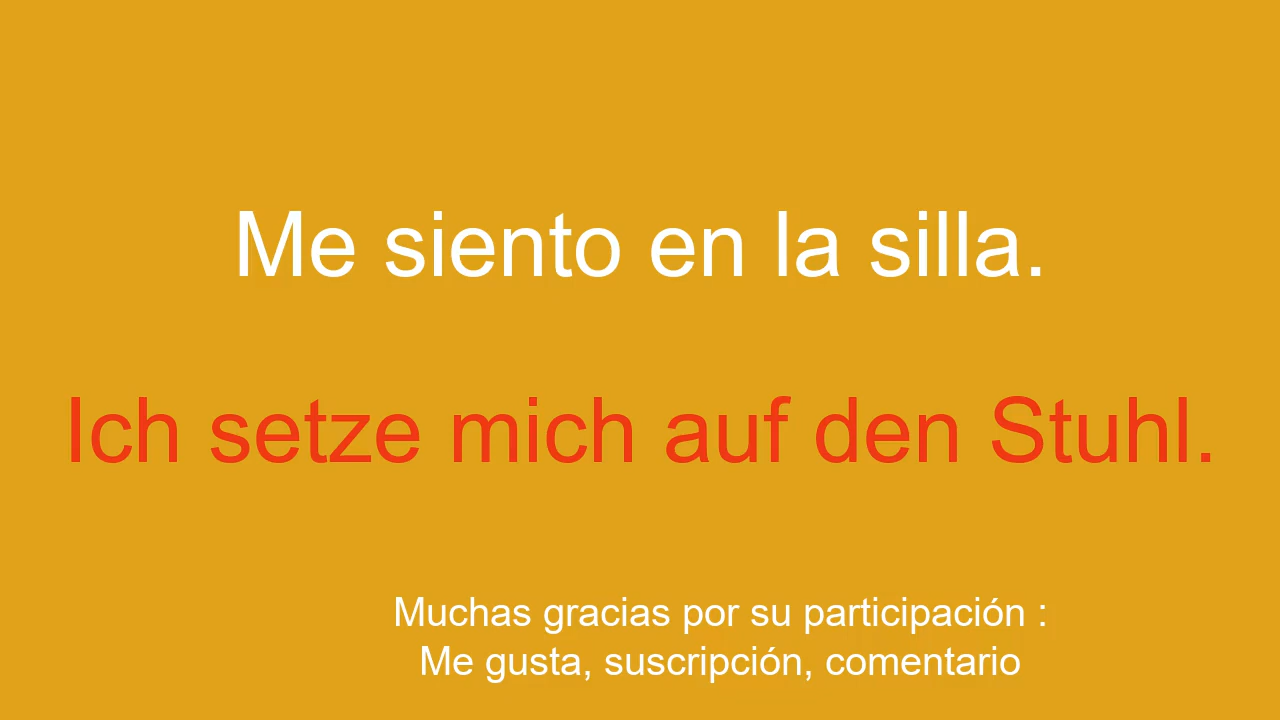 Me siento en la silla.
Ich setze mich auf den Stuhl.
Muchas gracias por su participación :
Me gusta, suscripción, comentario